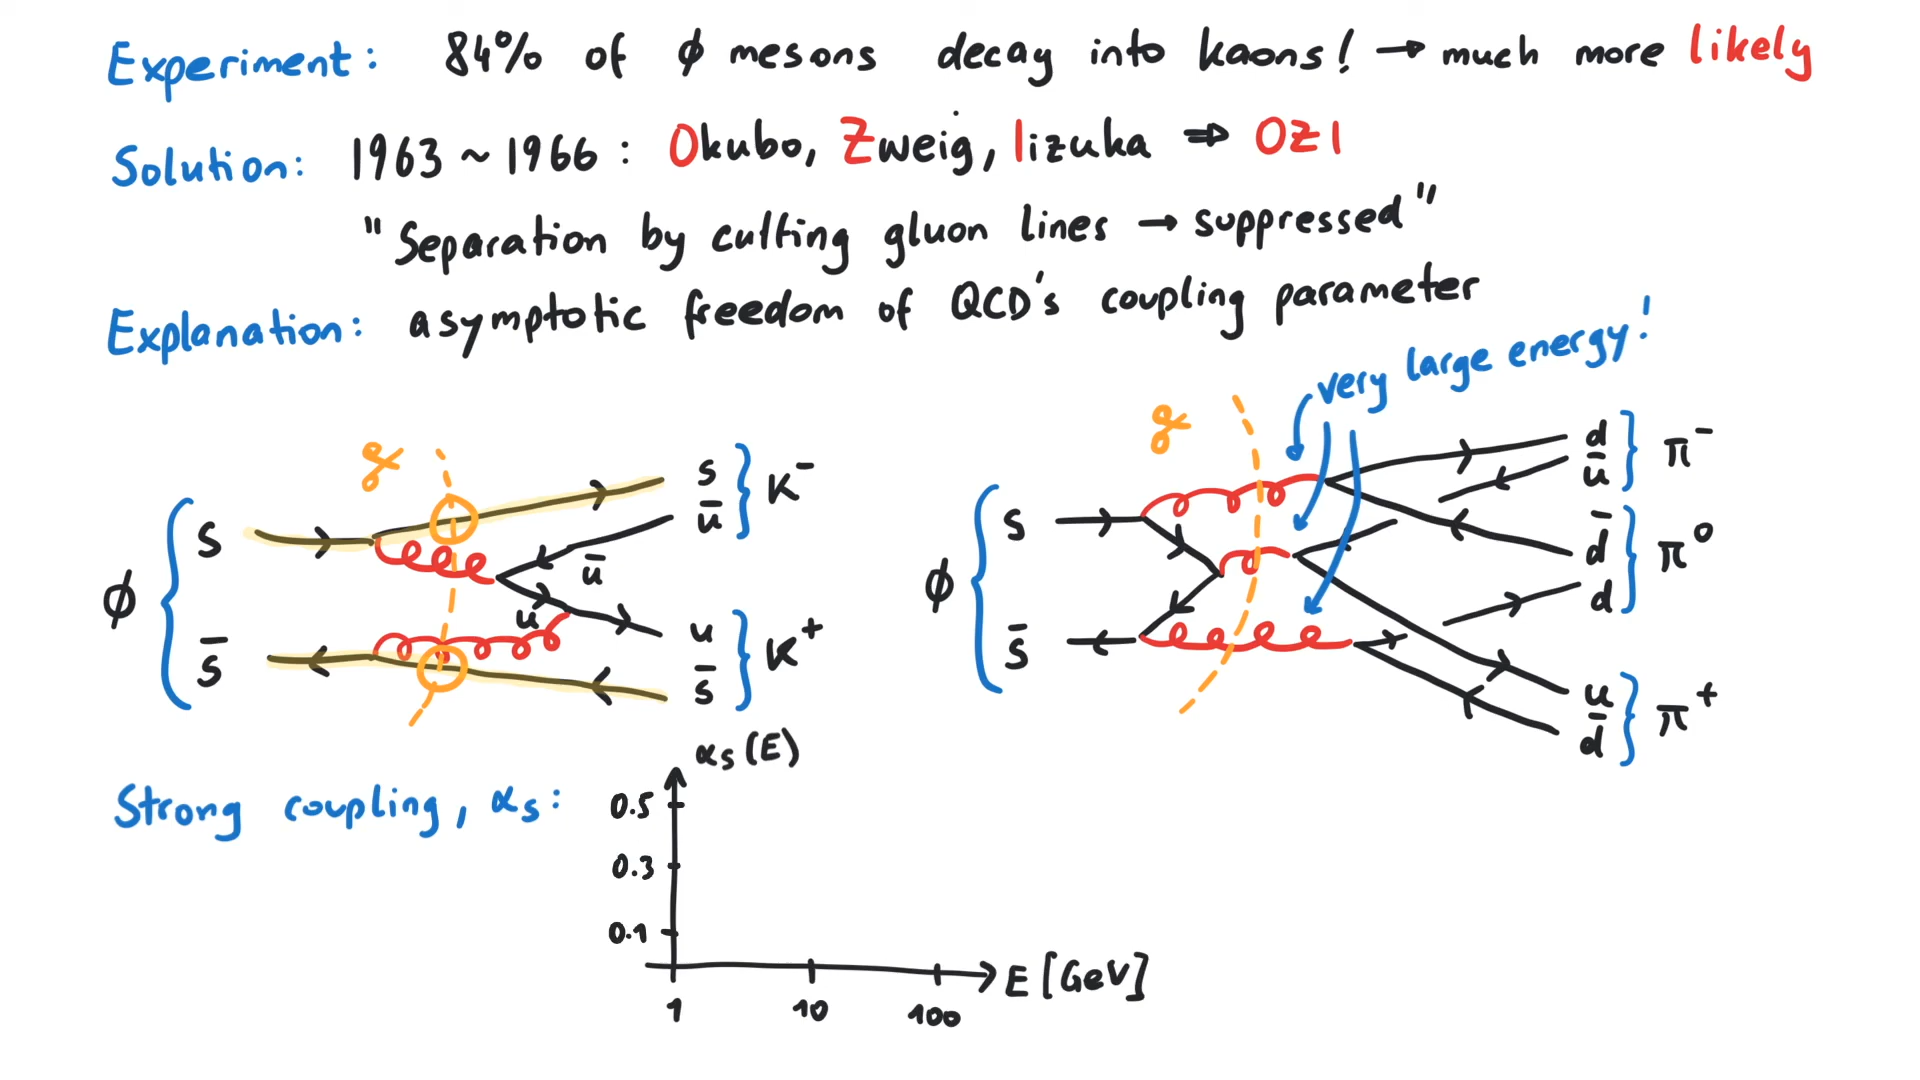 Experiment: 84% of ϕ mesons decay into kaons! → much more likely
Solution: 1963 ~ 1966 : Okubo, Zweig, Iizuka ⇒ OZI
"Separation by cutting gluon lines → suppressed"
Explanation: asymptotic freedom of QCD's coupling parameter
very large energy!
ϕ
s
s̄
ū
u
s
ū
K⁻
u
s̄
K⁺
ϕ
s
s̄
d
ū
π⁻
d̄
d
π⁰
u
d̄
π⁺
Strong coupling, αs:
αs(E)
0.5
0.3
0.1
1
10
100
E [GeV]